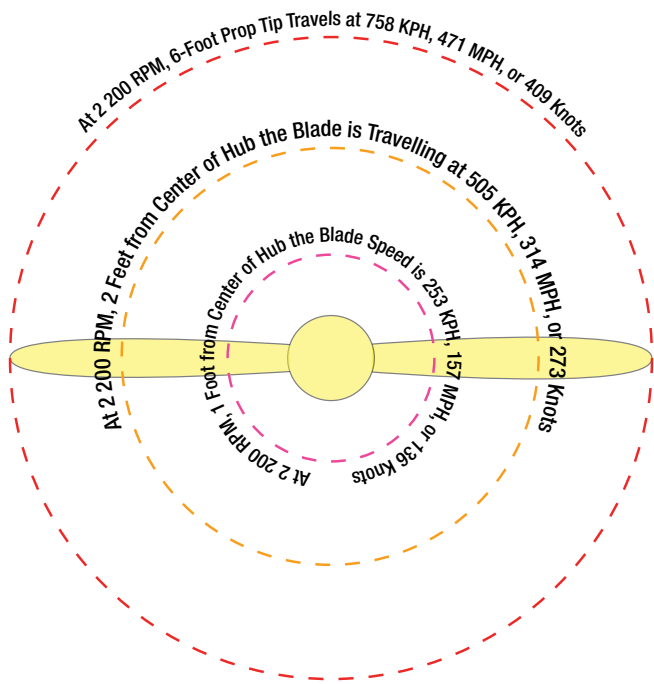 At 2 200 RPM, 6-Foot Prop Tip Travels at 758 KPH, 471 MPH, or 409 Knots
At 2 200 RPM, 2 Feet from Center of Hub the Blade is Travelling at 505 KPH, 314 MPH, or 273 Knots
At 2 200 RPM, 1 Foot from Center of Hub the Blade Speed is 253 KPH, 157 MPH, or 136 Knots